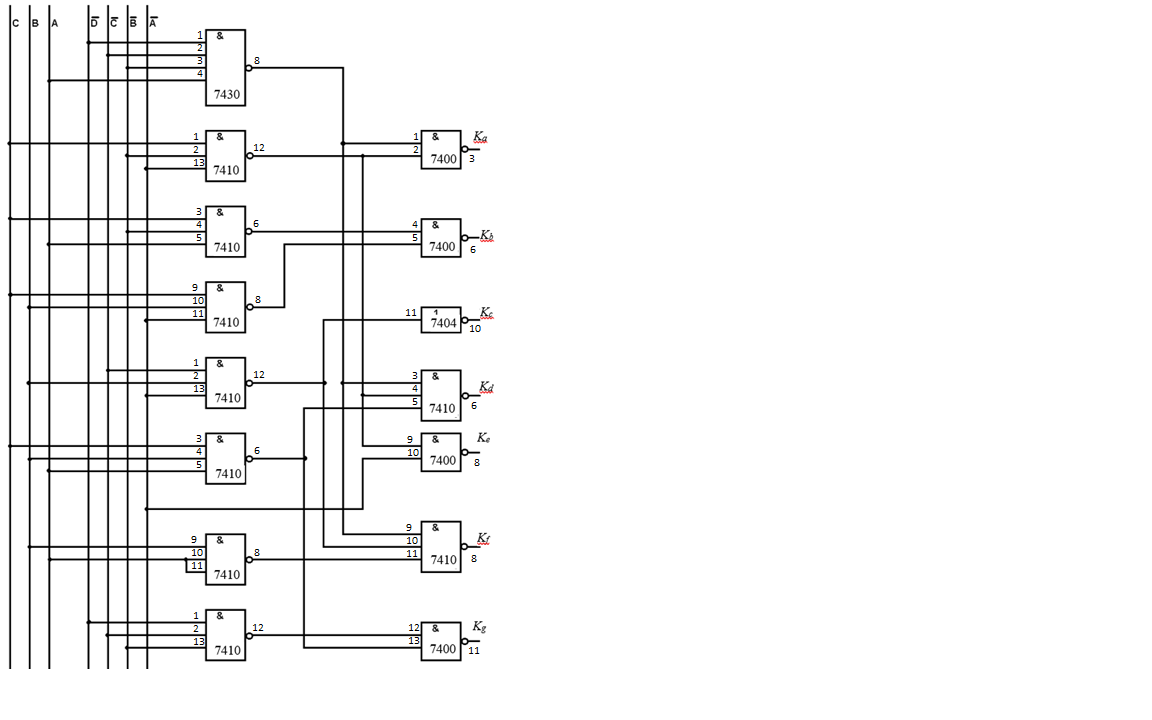 C B A D̅ C̅ B̅ A̅
1 &
2
3 8
4
7430
1 & 12 1 & Ka
2 2 7400 3
13 7410
3 & 6 4 & Kb
4 5 7400 6
5 7410
9 & 8 11 1 Kc
10 7404 10
11 7410
1 & 12 3 & Kd
2 4 6
13 7410 5 7410
3 & 6 9 & Ke
4 10 7400 8
5 7410
9 & 8 9 & Kf
10 10 8
11 7410 11 7410
1 & 12 12 & Kg
2 13 7400 11
13 7410